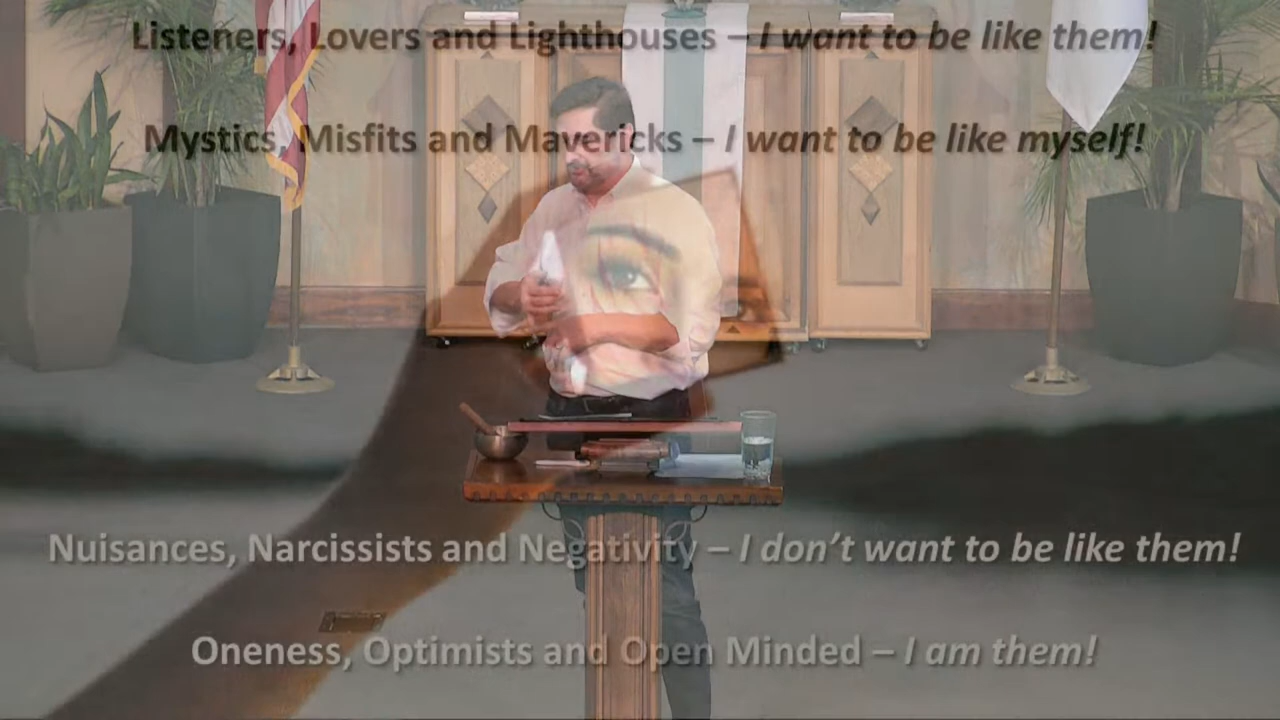 Listeners, Lovers and Lighthouses – I want to be like them!
Mystics, Misfits and Mavericks – I want to be like myself!
Nuisances, Narcissists and Negativity – I don’t want to be like them!
Oneness, Optimists and Open Minded – I am them!